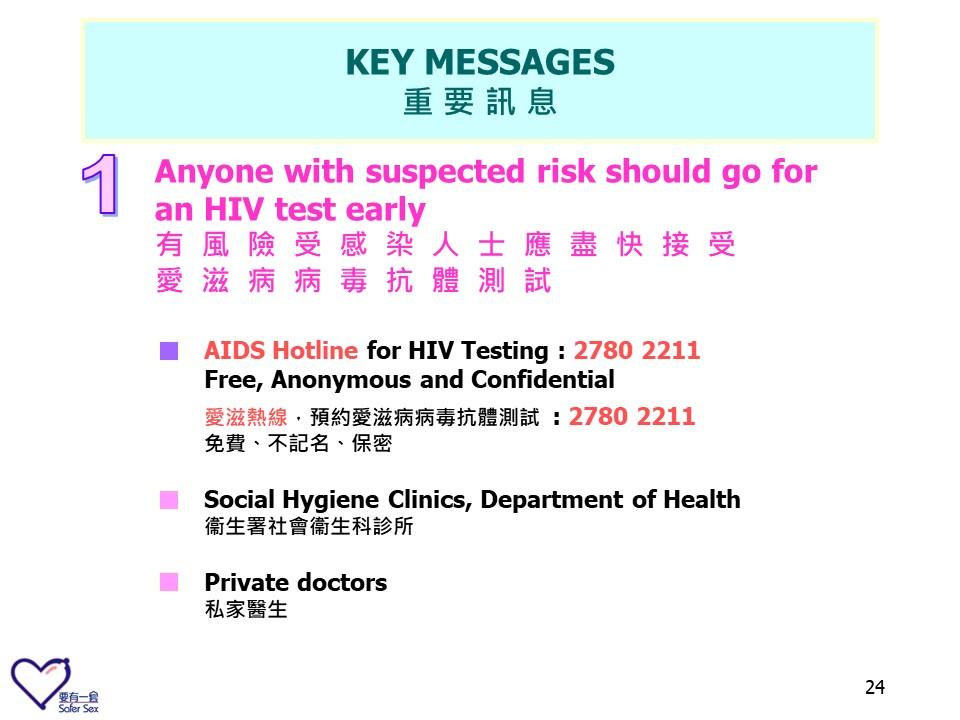 KEY MESSAGES
重要訊息
1
Anyone with suspected risk should go for
an HIV test early
有風險受感染人士應盡快接受
愛滋病病毒抗體測試
AIDS Hotline for HIV Testing : 2780 2211
Free, Anonymous and Confidential
愛滋熱線，預約愛滋病病毒抗體測試 : 2780 2211
免費、不記名、保密
Social Hygiene Clinics, Department of Health
衞生署社會衞生科診所
Private doctors
私家醫生
要有一套
Safer Sex
24